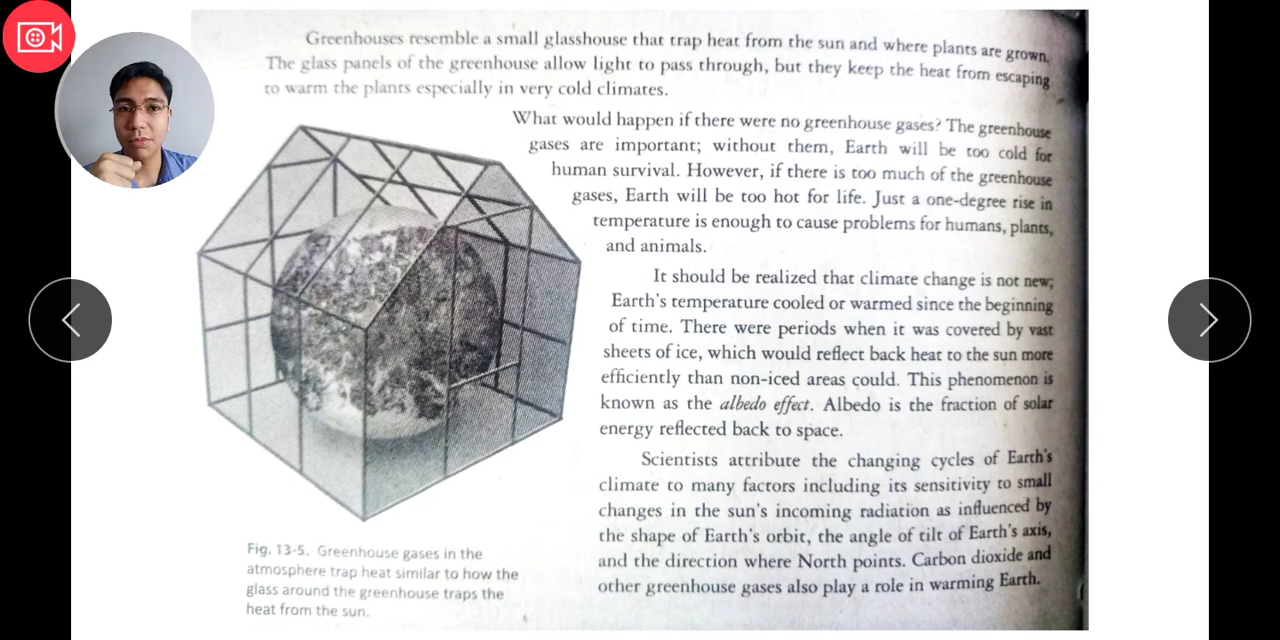 Greenhouses resemble a small glasshouse that trap heat from the sun and where plants are grown.
The glass panels of the greenhouse allow light to pass through, but they keep the heat from escaping
to warm the plants especially in very cold climates.
What would happen if there were no greenhouse gases? The greenhouse
gases are important; without them, Earth will be too cold for
human survival. However, if there is too much of the greenhouse
gases, Earth will be too hot for life. Just a one-degree rise in
temperature is enough to cause problems for humans, plants,
and animals.
It should be realized that climate change is not new;
Earth's temperature cooled or warmed since the beginning
of time. There were periods when it was covered by vast
sheets of ice, which would reflect back heat to the sun more
efficiently than non-iced areas could. This phenomenon is
known as the albedo effect. Albedo is the fraction of solar
energy reflected back to space.
Scientists attribute the changing cycles of Earth's
climate to many factors including its sensitivity to small
changes in the sun's incoming radiation as influenced by
the shape of Earth's orbit, the angle of tilt of Earth's axis,
and the direction where North points. Carbon dioxide and
other greenhouse gases also play a role in warming Earth.
Fig. 13-5. Greenhouse gases in the
atmosphere trap heat similar to how the
glass around the greenhouse traps the
heat from the sun.